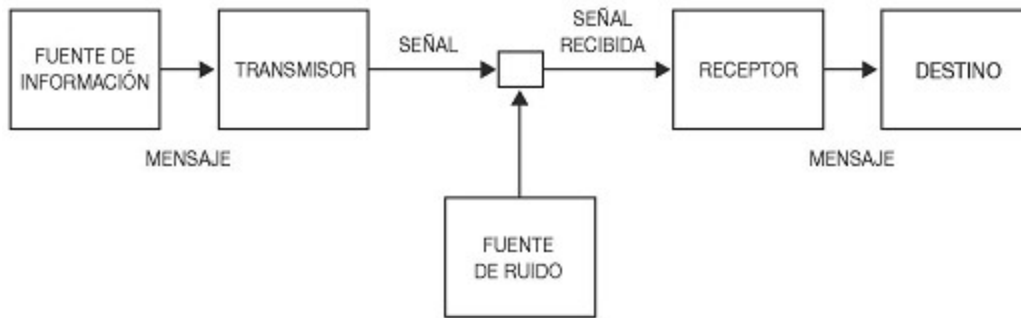 FUENTE DE
INFORMACIÓN
TRANSMISOR
SEÑAL
SEÑAL
RECIBIDA
RECEPTOR
DESTINO
MENSAJE
MENSAJE
FUENTE
DE RUIDO